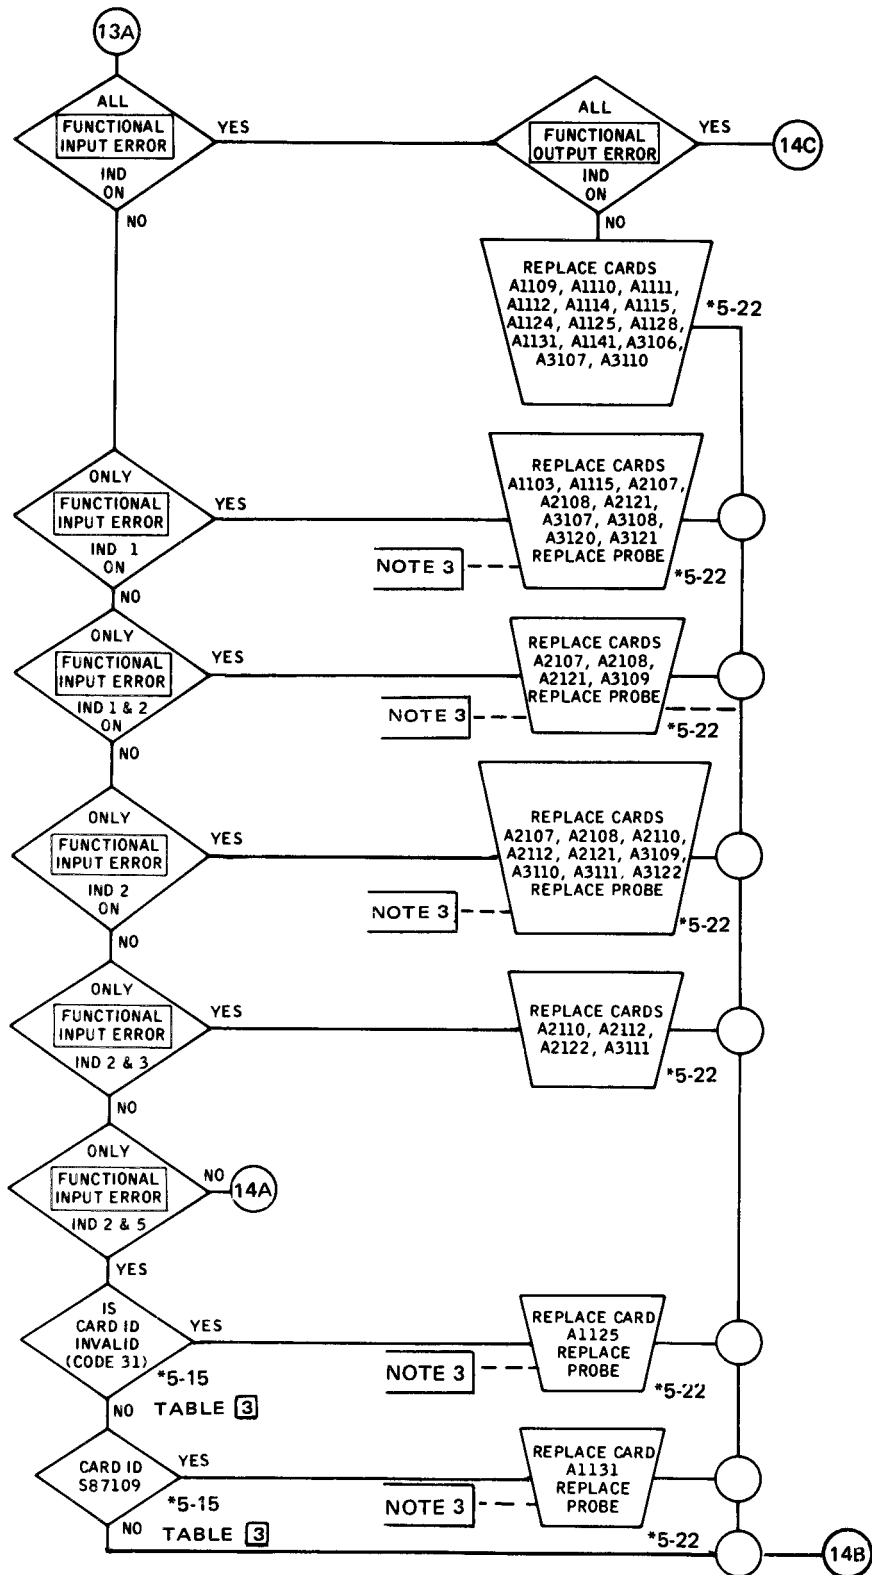 13A
ALL
FUNCTIONAL
INPUT ERROR
IND
ON
YES
NO
ALL
FUNCTIONAL
OUTPUT ERROR
IND
ON
YES
14C
NO
REPLACE CARDS
A1109, A1110, A1111,
A1112, A1114, A1115,
A1124, A1125, A1128,
A1131, A1141, A3106,
A3107, A3110
*5-22
ONLY
FUNCTIONAL
INPUT ERROR
IND 1
ON
YES
NO
REPLACE CARDS
A1103, A1115, A2107,
A2108, A2121,
A3107, A3108,
A3120, A3121
REPLACE PROBE
NOTE 3
*5-22
ONLY
FUNCTIONAL
INPUT ERROR
IND 1 & 2
ON
YES
NO
REPLACE CARDS
A2107, A2108,
A2121, A3109
REPLACE PROBE
NOTE 3
*5-22
ONLY
FUNCTIONAL
INPUT ERROR
IND 2
ON
YES
NO
REPLACE CARDS
A2107, A2108, A2110,
A2112, A2121, A3109,
A3110, A3111, A3122
REPLACE PROBE
NOTE 3
*5-22
ONLY
FUNCTIONAL
INPUT ERROR
IND 2 & 3
YES
NO
REPLACE CARDS
A2110, A2112,
A2122, A3111
*5-22
ONLY
FUNCTIONAL
INPUT ERROR
IND 2 & 5
NO
14A
YES
IS
CARD ID
INVALID
(CODE 31)
YES
*5-15
NO
TABLE 3
REPLACE CARD
A1125
REPLACE
PROBE
NOTE 3
*5-22
CARD ID
S87109
YES
*5-15
NO
TABLE 3
REPLACE CARD
A1131
REPLACE
PROBE
NOTE 3
*5-22
14B